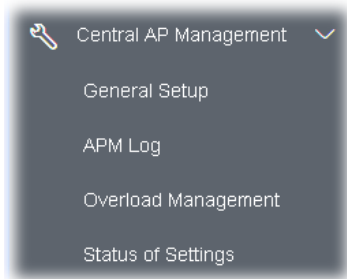 Central AP Management
General Setup
APM Log
Overload Management
Status of Settings